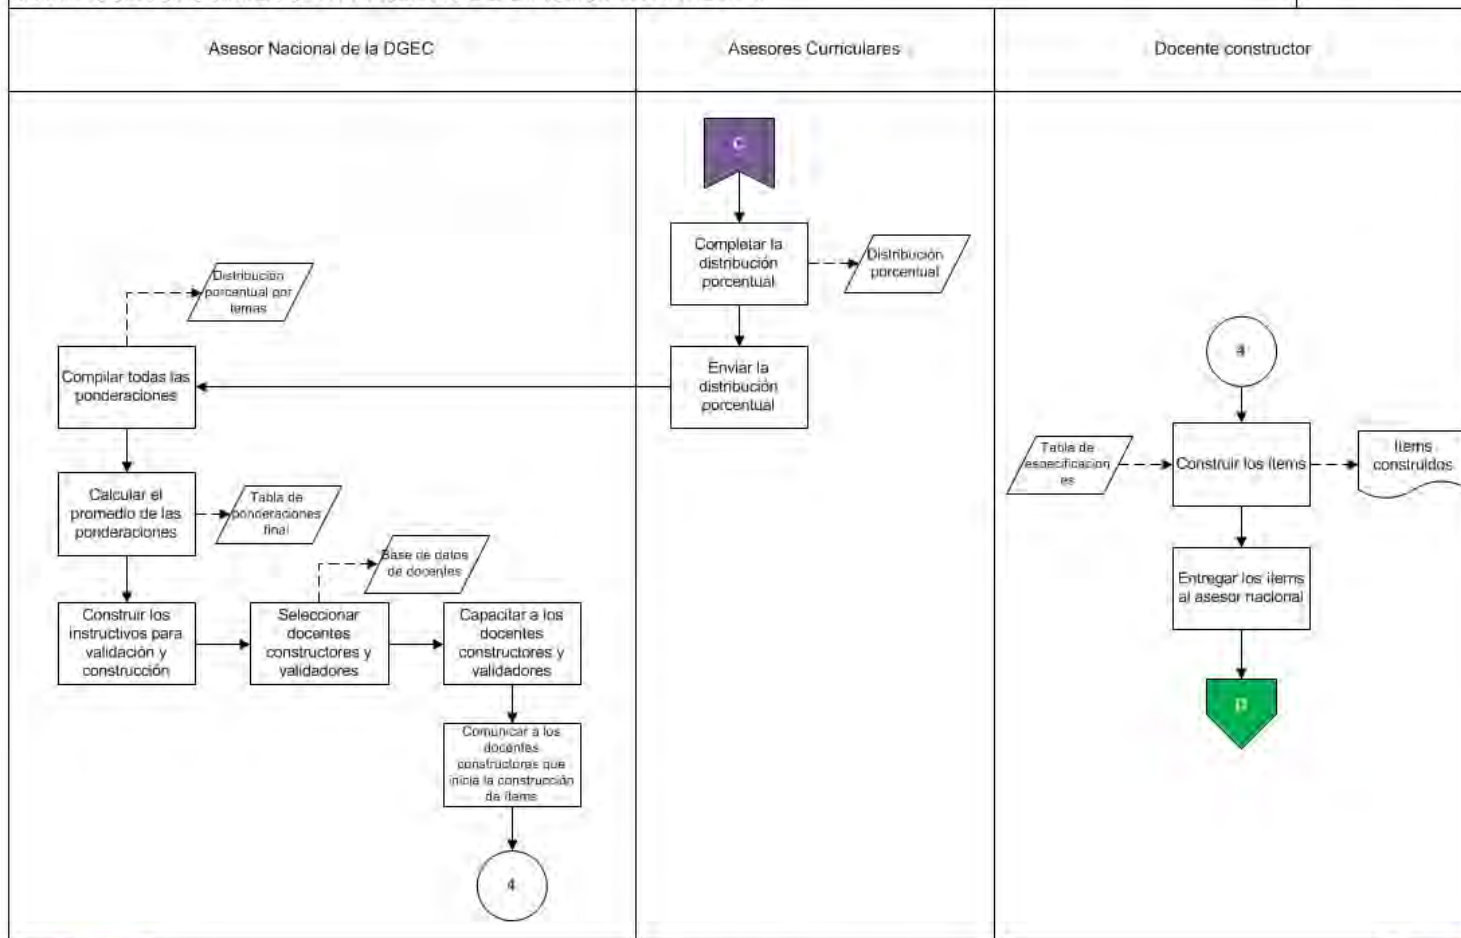 Asesor Nacional de la DGEC
Asesores Curriculares
Docente constructor
C
Completar la
distribución
porcentual
Distribución
porcentual
Distribución
porcentual por
temas
Compilar todas las
ponderaciones
Enviar la
distribución
porcentual
4
Tabla de
especificacion
es
Construir los ítems
Items
construidos
Calcular el
promedio de las
ponderaciones
Tabla de
ponderaciones
final
Base de datos
de docentes
Entregar los ítems
al asesor nacional
Construir los
instructivos para
validación y
construcción
Seleccionar
docentes
constructores y
validadores
Capacitar a los
docentes
constructores y
validadores
D
Comunicar a los
docentes
constructores que
inicia la construcción
de ítems
4